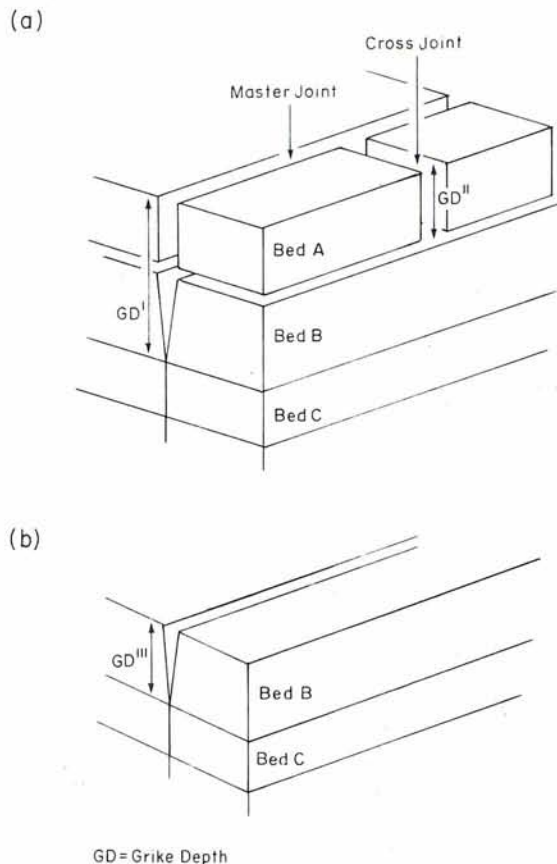 (a)
Cross Joint
Master Joint
GD^II
Bed A
GD^I
Bed B
Bed C
(b)
GD^III
Bed B
Bed C
GD = Grike Depth